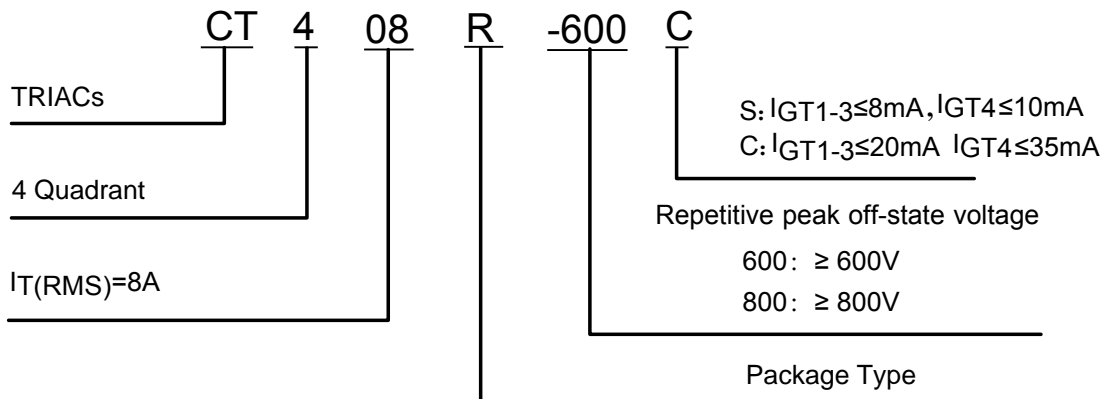 CT 4 08 R -600 C
TRIACs
4 Quadrant
IT(RMS)=8A
S:IGT1-3≤8mA,IGT4≤10mA
C:IGT1-3≤20mA IGT4≤35mA
Repetitive peak off-state voltage
600: ≥ 600V
800: ≥ 800V
Package Type